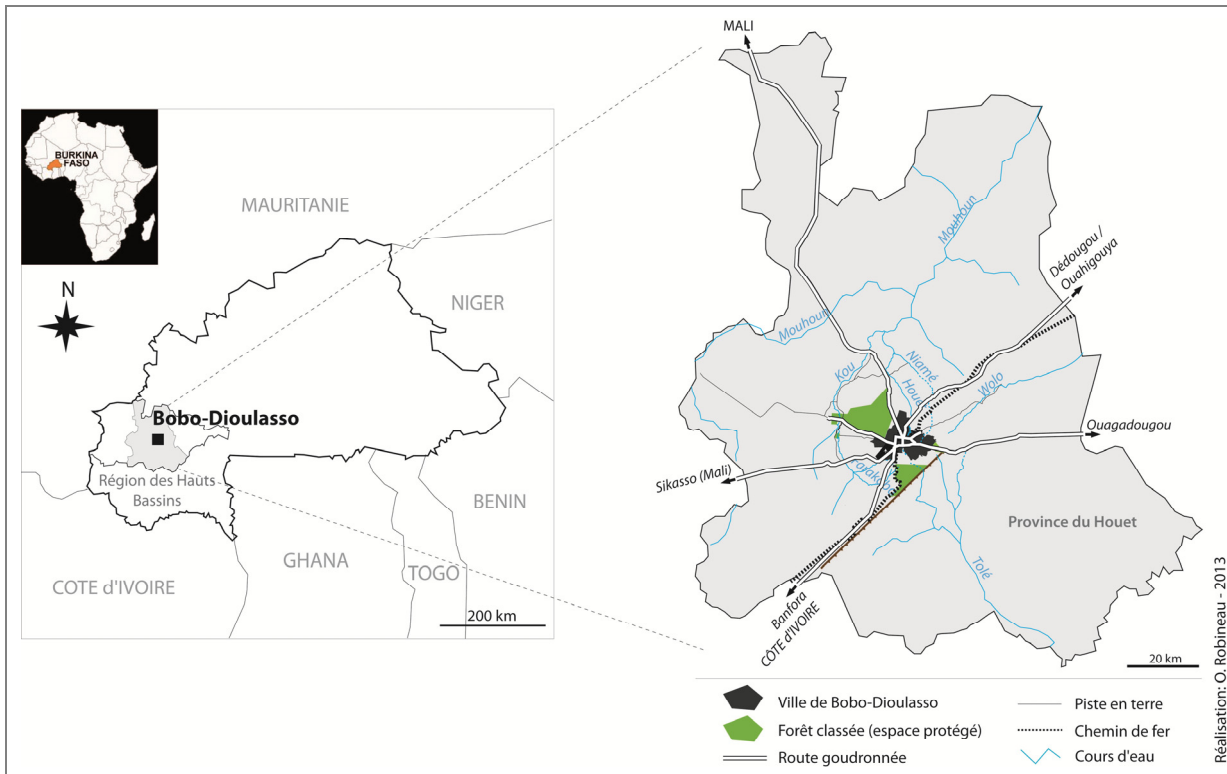 BURKINA
FASO
N
MAURITANIE
NIGER
Bobo-Dioulasso
Région des Haùts
Bassins
BENIN
GHANA
TOGO
COTE d'IVOIRE
200 km
MALI
Mouhoun
Dédougou /
Ouahigouya
Mouhoun
Kou
Niamé
Houet
Wolo
Ouagadougou
Sikasso (Mali)
Province du Houet
Tolé
Banfora
CÔTE d'IVOIRE
20 km
Ville de Bobo-Dioulasso
Forêt classée (espace protégé)
Route goudronnée
Piste en terre
Chemin de fer
Cours d'eau
Réalisation: O. Robineau - 2013